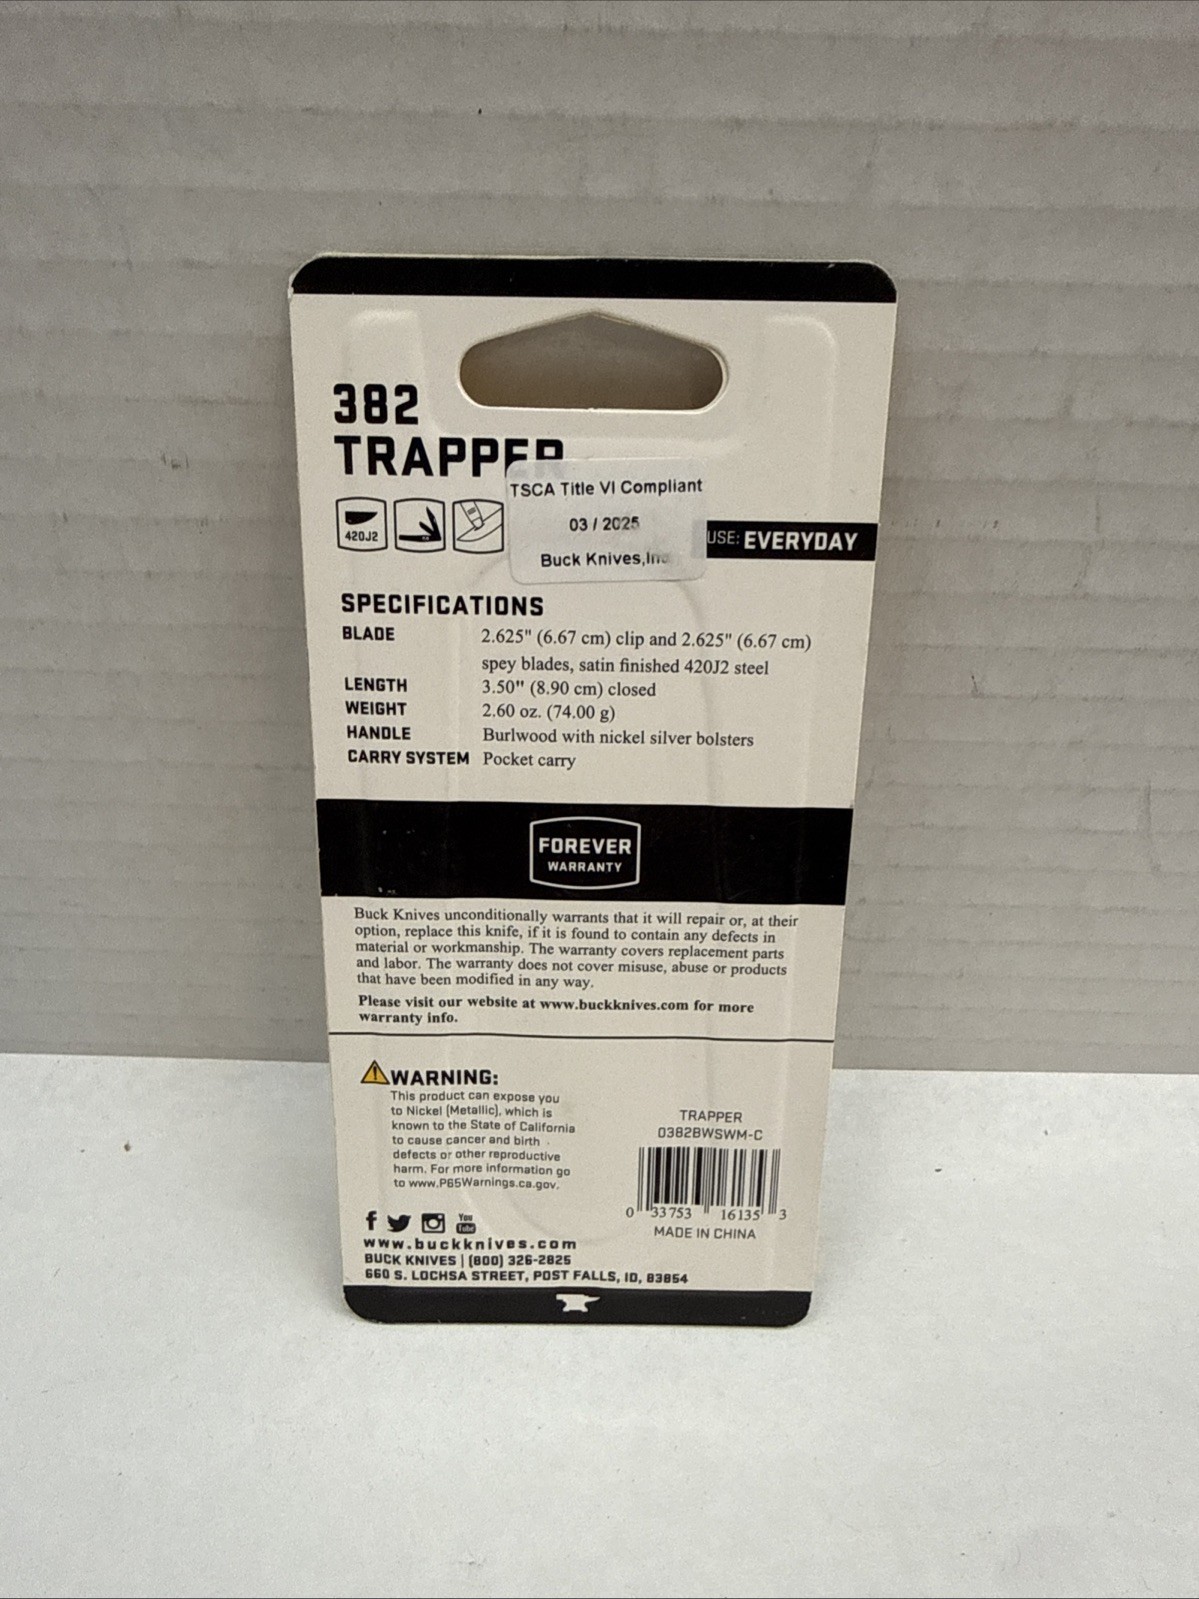 382
TRAPPER
TSCA Title VI Compliant
03 / 2025
Buck Knives,Inc
420J2
USE: EVERYDAY
SPECIFICATIONS
BLADE 2.625" (6.67 cm) clip and 2.625" (6.67 cm)
spey blades, satin finished 420J2 steel
LENGTH 3.50" (8.90 cm) closed
WEIGHT 2.60 oz. (74.00 g)
HANDLE Burlwood with nickel silver bolsters
CARRY SYSTEM Pocket carry
FOREVER
WARRANTY
Buck Knives unconditionally warrants that it will repair or, at their
option, replace this knife, if it is found to contain any defects in
material or workmanship. The warranty covers replacement parts
and labor. The warranty does not cover misuse, abuse or products
that have been modified in any way.
Please visit our website at www.buckknives.com for more
warranty info.
WARNING:
This product can expose you
to Nickel (Metallic), which is
known to the State of California
to cause cancer and birth
defects or other reproductive
harm. For more information go
to www.P65Warnings.ca.gov.
TRAPPER
0382BWSWM-C
0 33753 16135 3
MADE IN CHINA
f You
Tube
www.buckknives.com
BUCK KNIVES | (800) 326-2825
660 S. LOCHSA STREET, POST FALLS, ID, 83854